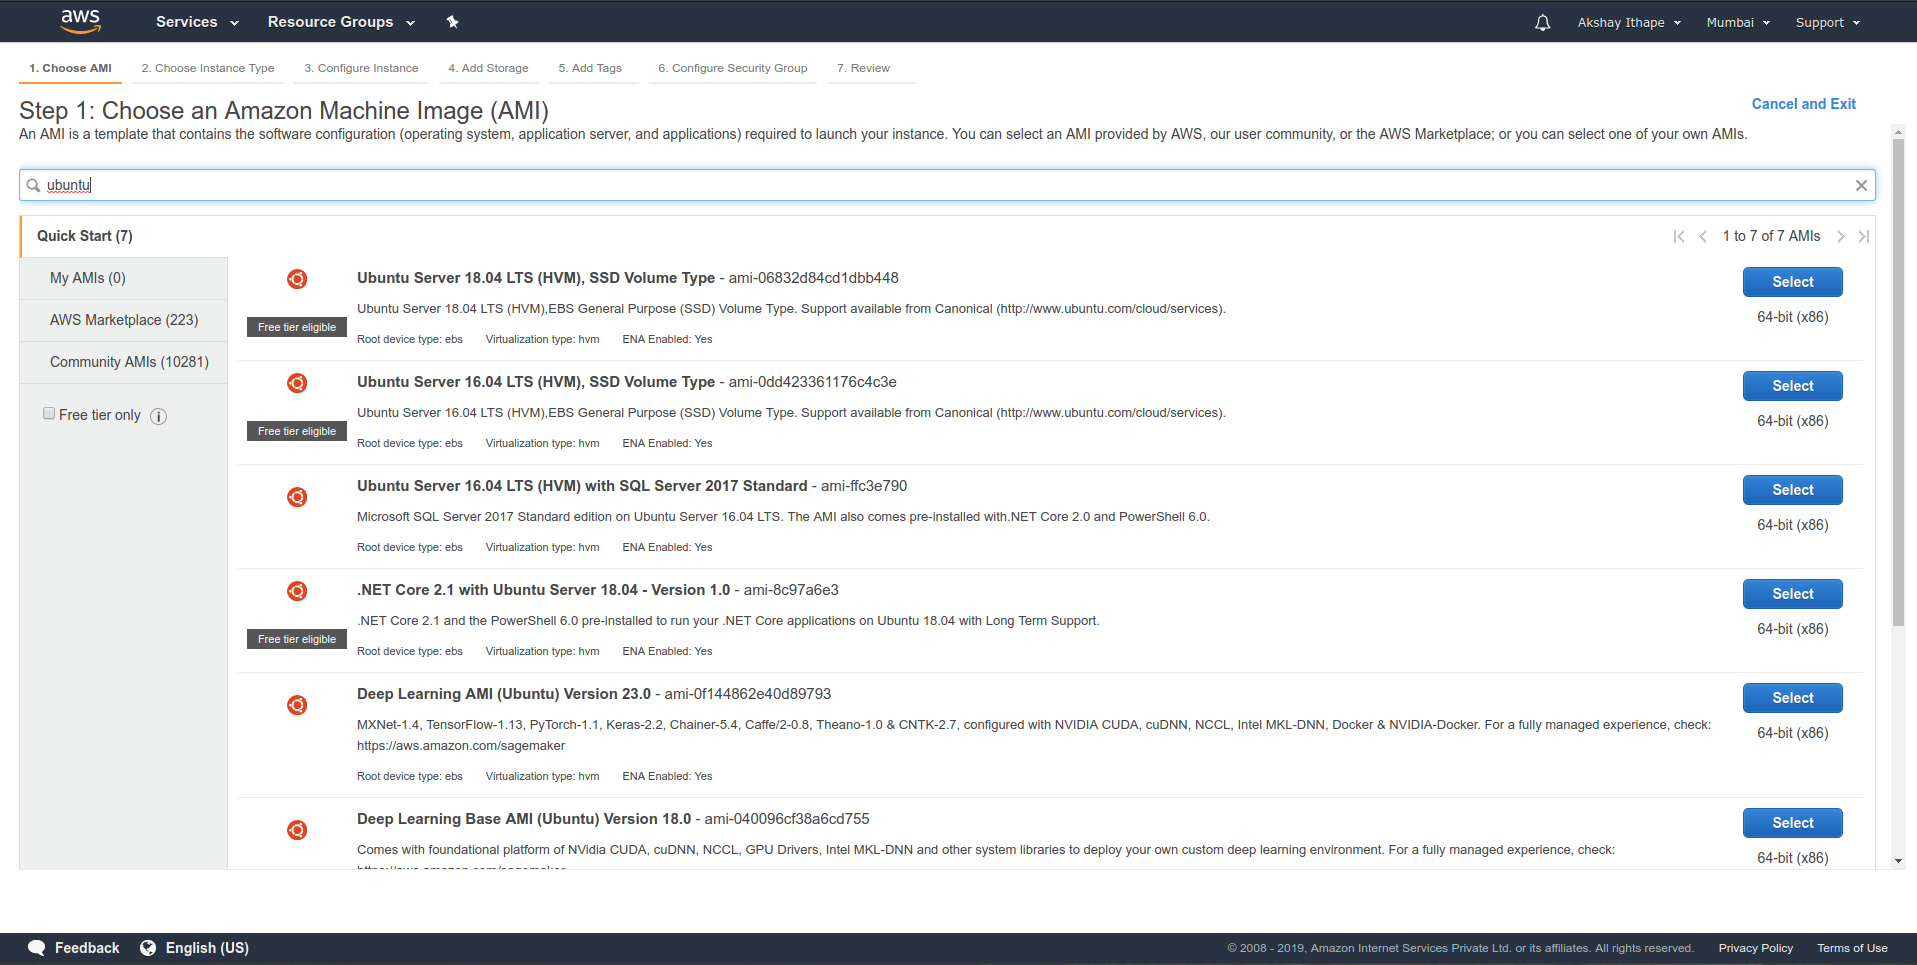 aws Services Resource Groups Akshay Ithape Mumbai Support
1. Choose AMI 2. Choose Instance Type 3. Configure Instance 4. Add Storage 5. Add Tags 6. Configure Security Group 7. Review
Step 1: Choose an Amazon Machine Image (AMI)
Cancel and Exit
An AMI is a template that contains the software configuration (operating system, application server, and applications) required to launch your instance. You can select an AMI provided by AWS, our user community, or the AWS Marketplace; or you can select one of your own AMIs.
ubuntu
Quick Start (7)
1 to 7 of 7 AMIs
My AMIs (0)
AWS Marketplace (223)
Community AMIs (10281)
Free tier only
Ubuntu Server 18.04 LTS (HVM), SSD Volume Type - ami-06832d84cd1dbb448
Select
Ubuntu Server 18.04 LTS (HVM),EBS General Purpose (SSD) Volume Type. Support available from Canonical (http://www.ubuntu.com/cloud/services).
64-bit (x86)
Free tier eligible
Root device type: ebs Virtualization type: hvm ENA Enabled: Yes
Ubuntu Server 16.04 LTS (HVM), SSD Volume Type - ami-0dd423361176c4c3e
Select
Ubuntu Server 16.04 LTS (HVM),EBS General Purpose (SSD) Volume Type. Support available from Canonical (http://www.ubuntu.com/cloud/services).
64-bit (x86)
Free tier eligible
Root device type: ebs Virtualization type: hvm ENA Enabled: Yes
Ubuntu Server 16.04 LTS (HVM) with SQL Server 2017 Standard - ami-ffc3e790
Select
Microsoft SQL Server 2017 Standard edition on Ubuntu Server 16.04 LTS. The AMI also comes pre-installed with.NET Core 2.0 and PowerShell 6.0.
64-bit (x86)
Root device type: ebs Virtualization type: hvm ENA Enabled: Yes
.NET Core 2.1 with Ubuntu Server 18.04 - Version 1.0 - ami-8c97a6e3
Select
.NET Core 2.1 and the PowerShell 6.0 pre-installed to run your .NET Core applications on Ubuntu 18.04 with Long Term Support.
64-bit (x86)
Free tier eligible
Root device type: ebs Virtualization type: hvm ENA Enabled: Yes
Deep Learning AMI (Ubuntu) Version 23.0 - ami-0f144862e40d89793
Select
MXNet-1.4, TensorFlow-1.13, PyTorch-1.1, Keras-2.2, Chainer-5.4, Caffe/2-0.8, Theano-1.0 & CNTK-2.7, configured with NVIDIA CUDA, cuDNN, NCCL, Intel MKL-DNN, Docker & NVIDIA-Docker. For a fully managed experience, check:
https://aws.amazon.com/sagemaker
64-bit (x86)
Root device type: ebs Virtualization type: hvm ENA Enabled: Yes
Deep Learning Base AMI (Ubuntu) Version 18.0 - ami-040096cf38a6cd755
Select
Comes with foundational platform of NVidia CUDA, cuDNN, NCCL, GPU Drivers, Intel MKL-DNN and other system libraries to deploy your own custom deep learning environment. For a fully managed experience, check:
64-bit (x86)
https://aws.amazon.com/sagemaker
Feedback English (US) © 2008 - 2019, Amazon Internet Services Private Ltd. or its affiliates. All rights reserved. Privacy Policy Terms of Use